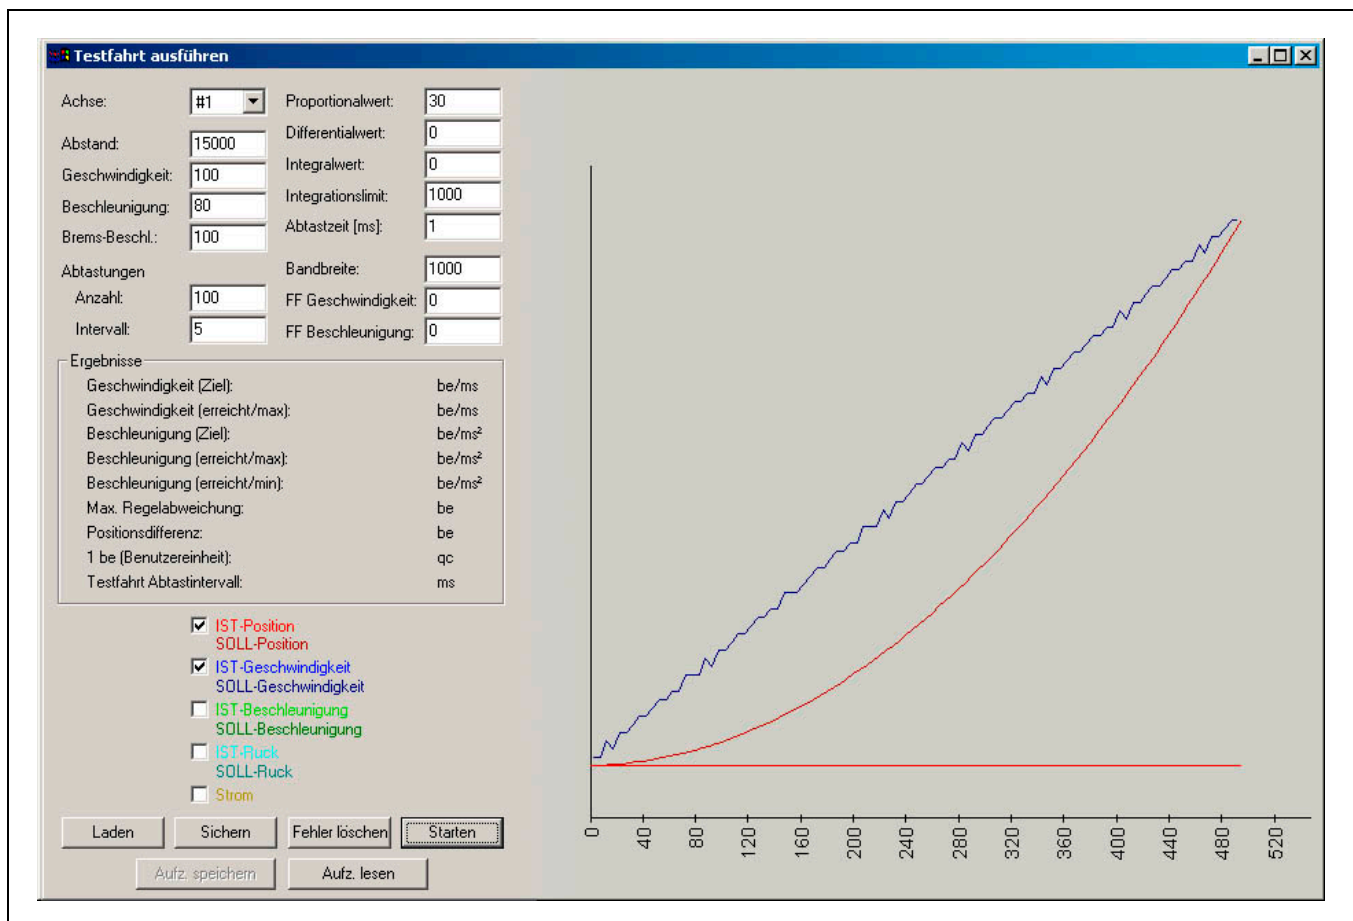 Testfahrt ausführen
Achse: #1 Proportionalwert: 30
Differentialwert: 0
Abstand: 15000
Integralwert: 0
Geschwindigkeit: 100
Integrationslimit: 1000
Beschleunigung: 80
Abtastzeit [ms]: 1
Brems-Beschl.: 100
Abtastungen Bandbreite: 1000
Anzahl: 100 FF Geschwindigkeit: 0
Intervall: 5 FF Beschleunigung: 0
Ergebnisse
Geschwindigkeit (Ziel): be/ms
Geschwindigkeit (erreicht/max): be/ms
Beschleunigung (Ziel): be/ms²
Beschleunigung (erreicht/max): be/ms²
Beschleunigung (erreicht/min): be/ms²
Max. Regelabweichung: be
Positionsdifferenz: be
1 be (Benutzereinheit): qc
Testfahrt Abtastintervall: ms
IST-Position
SOLL-Position
IST-Geschwindigkeit
SOLL-Geschwindigkeit
IST-Beschleunigung
SOLL-Beschleunigung
IST-Ruck
SOLL-Ruck
Strom
Laden Sichern Fehler löschen Starten
Aufz. speichern Aufz. lesen
0 40 80 120 160 200 240 280 320 360 400 440 480 520